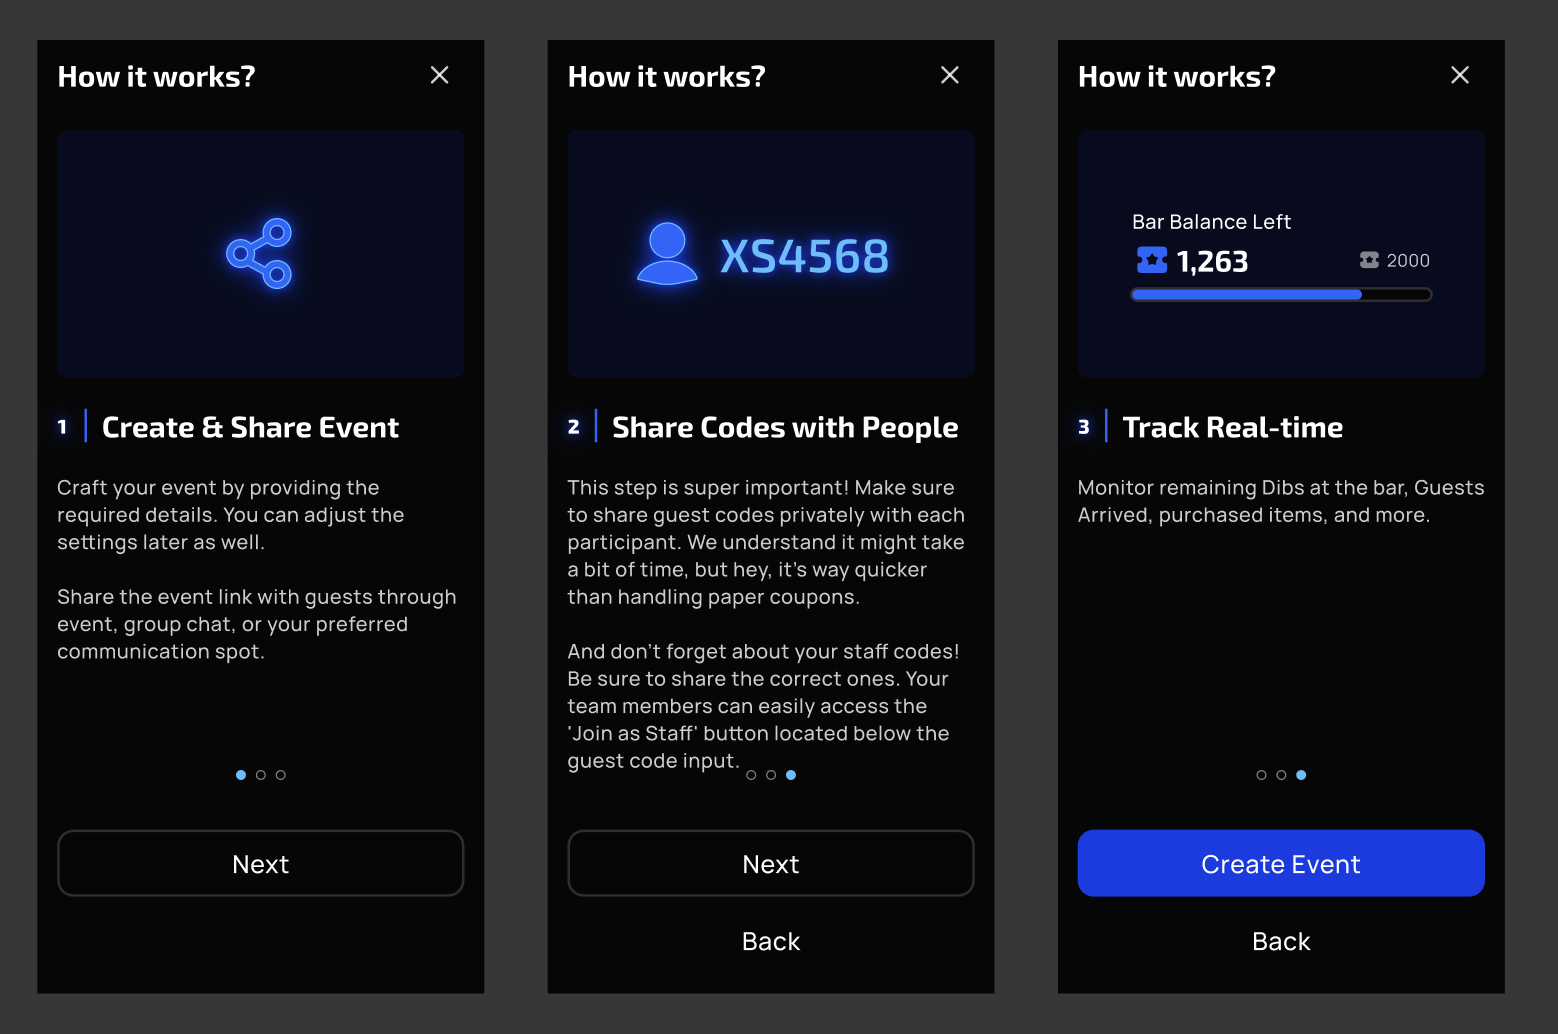 How it works?
1
Create & Share Event
Craft your event by providing the
required details. You can adjust the
settings later as well.
Share the event link with guests through
event, group chat, or your preferred
communication spot.
Next
How it works?
XS4568
2
Share Codes with People
This step is super important! Make sure
to share guest codes privately with each
participant. We understand it might take
a bit of time, but hey, it's way quicker
than handling paper coupons.
And don't forget about your staff codes!
Be sure to share the correct ones. Your
team members can easily access the
'Join as Staff' button located below the
guest code input.
Next
Back
How it works?
Bar Balance Left
1,263
2000
3
Track Real-time
Monitor remaining Dibs at the bar, Guests
Arrived, purchased items, and more.
Create Event
Back